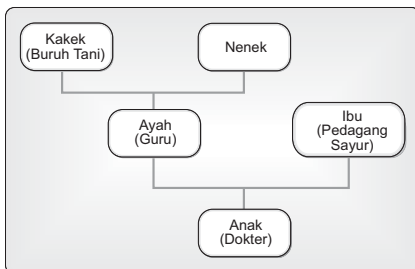 Kakek
(Buruh Tani)
Nenek
Ayah
(Guru)
Ibu
(Pedagang
Sayur)
Anak
(Dokter)